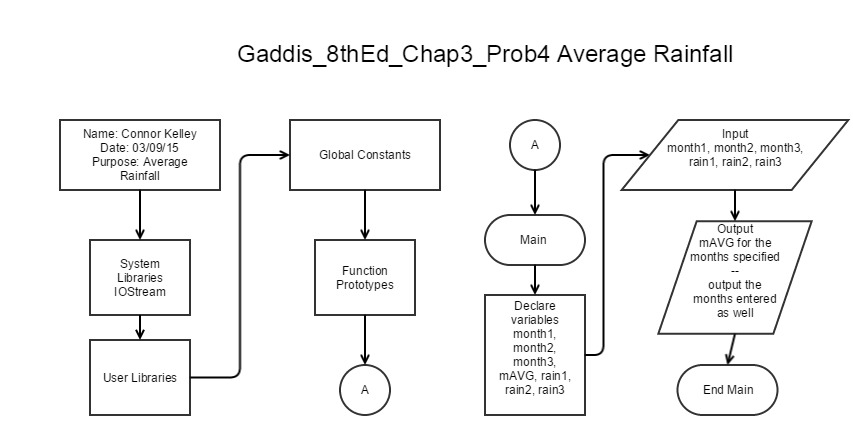 Gaddis_8thEd_Chap3_Prob4 Average Rainfall
Name: Connor Kelley
Date: 03/09/15
Purpose: Average
Rainfall
System
Libraries
IOStream
User Libraries
Global Constants
Function
Prototypes
A
A
Main
Declare
variables
month1,
month2,
month3,
mAVG, rain1,
rain2, rain3
Input
month1, month2, month3,
rain1, rain2, rain3
Output
mAVG for the
months specified
--
output the
months entered
as well
End Main